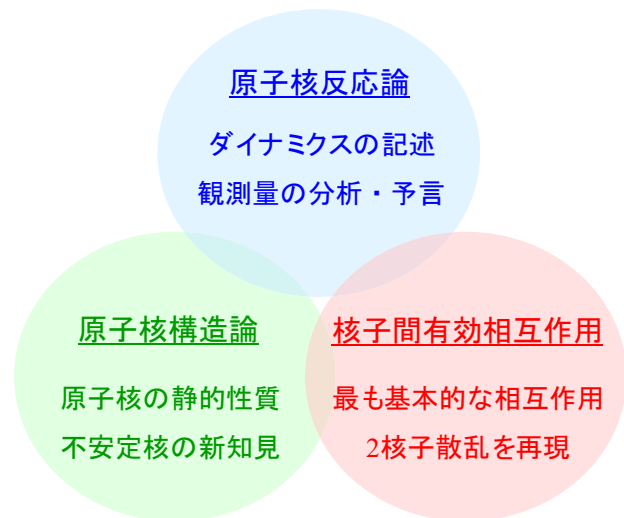 原子核反応論
ダイナミクスの記述
観測量の分析・予言
原子核構造論
原子核の静的性質
不安定核の新知見
核子間有効相互作用
最も基本的な相互作用
2核子散乱を再現